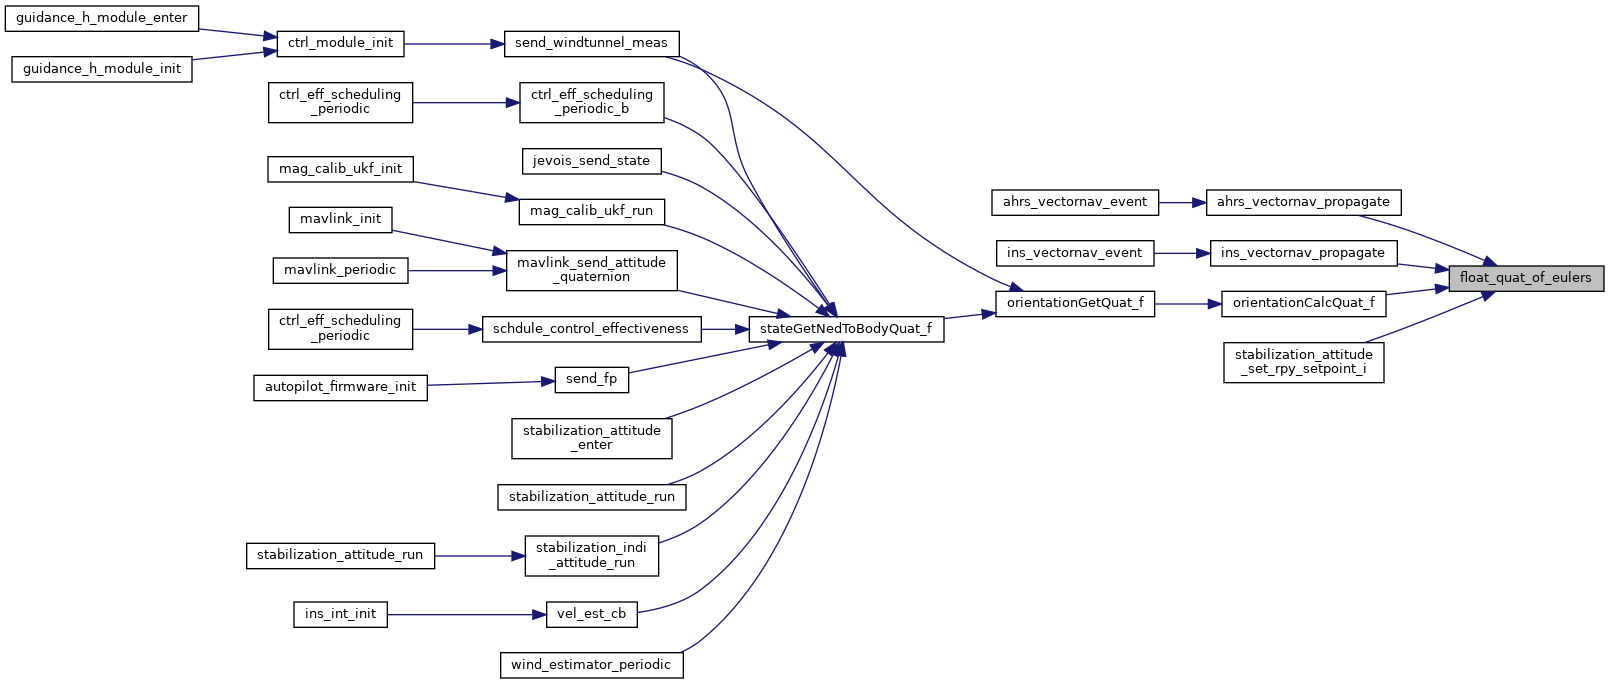 guidance_h_module_enter
guidance_h_module_init
ctrl_module_init
send_windtunnel_meas
ctrl_eff_scheduling
_periodic
ctrl_eff_scheduling
_periodic_b
jevois_send_state
mag_calib_ukf_init
mag_calib_ukf_run
mavlink_init
mavlink_periodic
mavlink_send_attitude
_quaternion
ctrl_eff_scheduling
_periodic
schdule_control_effectiveness
autopilot_firmware_init
send_fp
stabilization_attitude
_enter
stabilization_attitude_run
stabilization_attitude_run
stabilization_indi
_attitude_run
ins_int_init
vel_est_cb
wind_estimator_periodic
stateGetNedToBodyQuat_f
ahrs_vectornav_event
ahrs_vectornav_propagate
ins_vectornav_event
ins_vectornav_propagate
orientationGetQuat_f
orientationCalcQuat_f
stabilization_attitude
_set_rpy_setpoint_i
float_quat_of_eulers